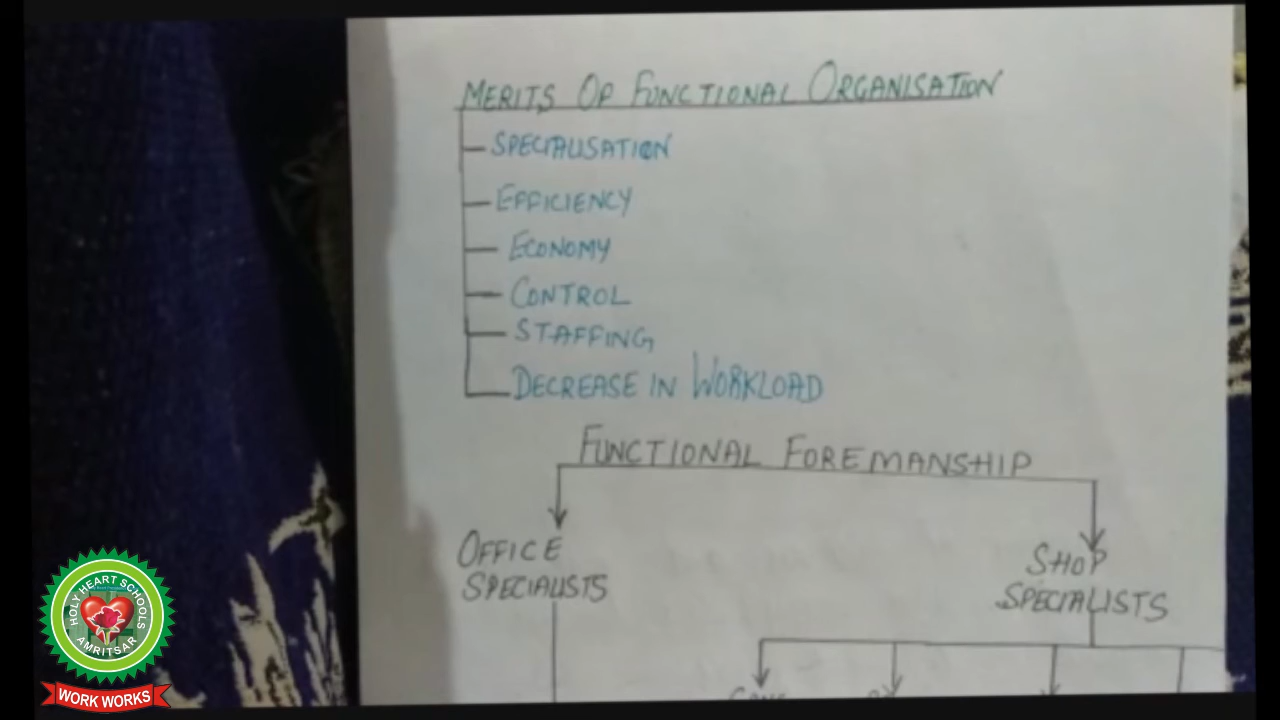 MERITS OF FUNCTIONAL ORGANISATION
SPECIALISATION
EFFICIENCY
ECONOMY
CONTROL
STAFFING
DECREASE IN WORKLOAD
FUNCTIONAL FOREMANSHIP
OFFICE
SPECIALISTS
SHOP
SPECIALISTS
HOLY HEART SCHOOLS
AMRITSAR
WORK WORKS